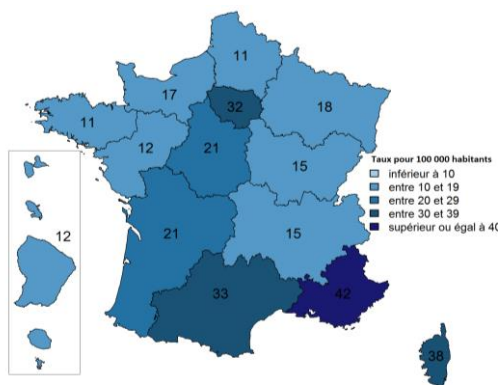 11
17
32
18
11
12
21
15
Taux pour 100 000 habitants
inférieur à 10
entre 10 et 19
entre 20 et 29
entre 30 et 39
supérieur ou égal à 40
12
21
15
33
42
38